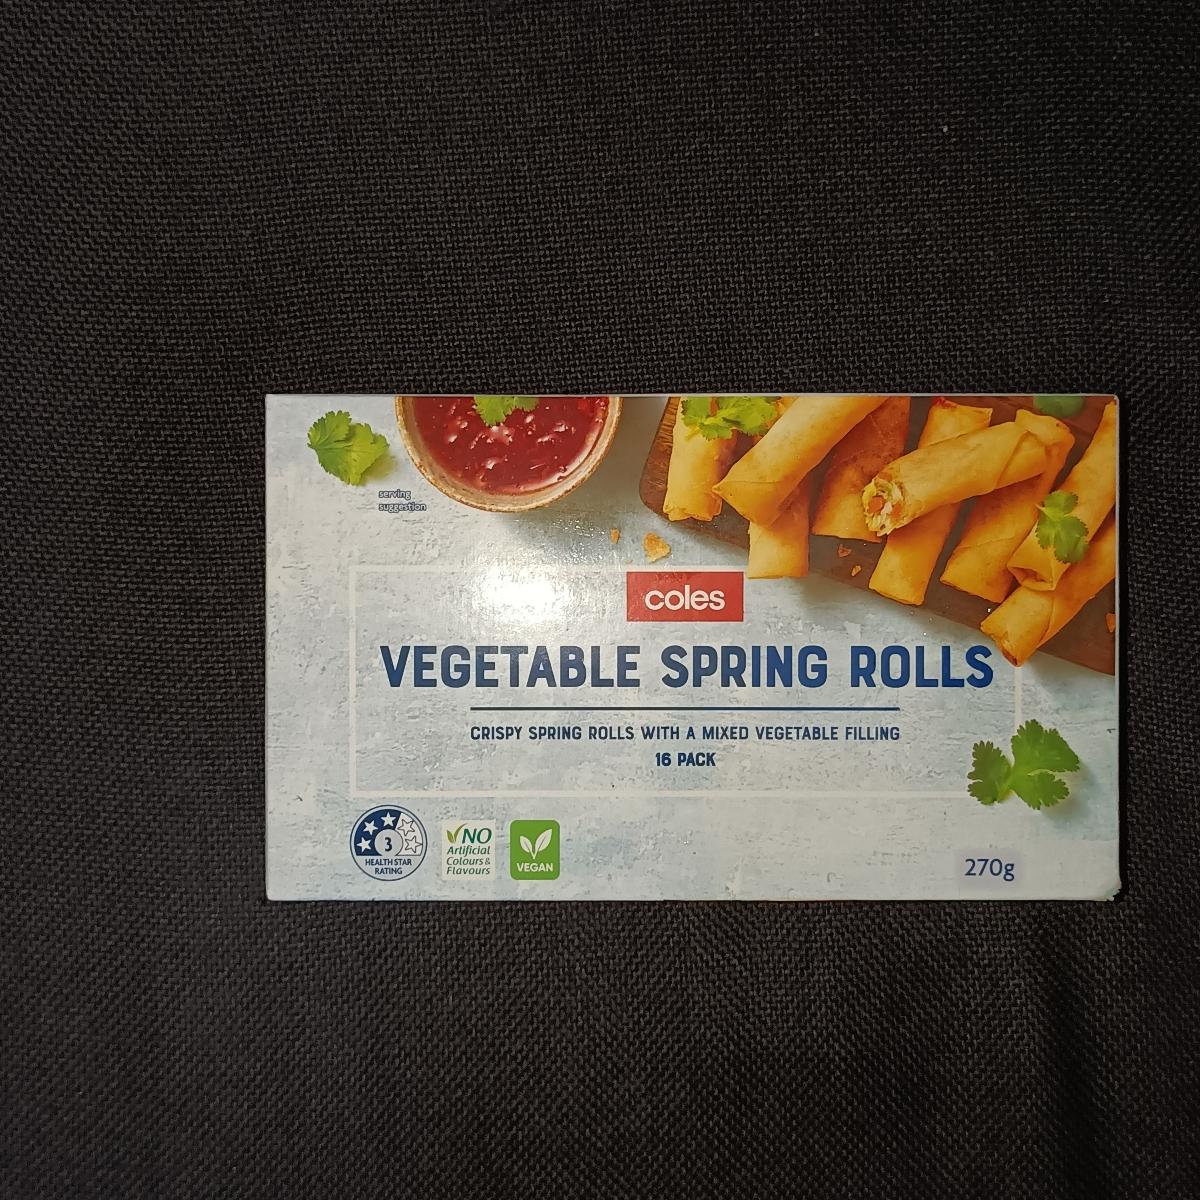 serving
suggestion
coles
VEGETABLE SPRING ROLLS
CRISPY SPRING ROLLS WITH A MIXED VEGETABLE FILLING
16 PACK
3
HEALTH STAR
RATING
NO
Artificial
Colours &
Flavours
VEGAN
270g